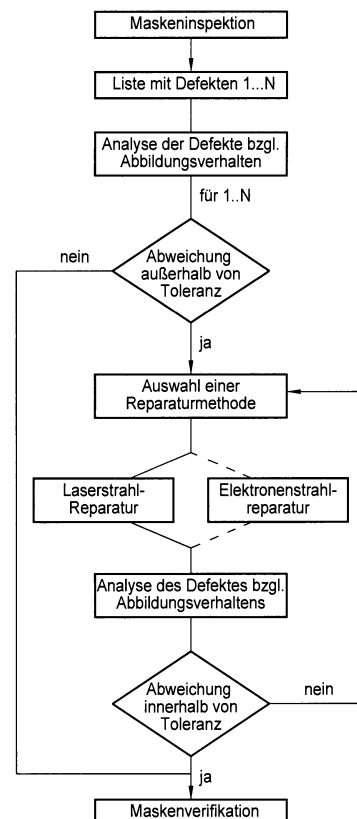 Maskeninspektion
Liste mit Defekten 1...N
Analyse der Defekte bzgl.
Abbildungsverhalten
für 1..N
nein
Abweichung
außerhalb von
Toleranz
ja
Auswahl einer
Reparaturmethode
Laserstrahl-
Reparatur
Elektronenstrahl-
reparatur
Analyse des Defektes bzgl.
Abbildungsverhaltens
Abweichung
innerhalb von
Toleranz
nein
ja
Maskenverifikation